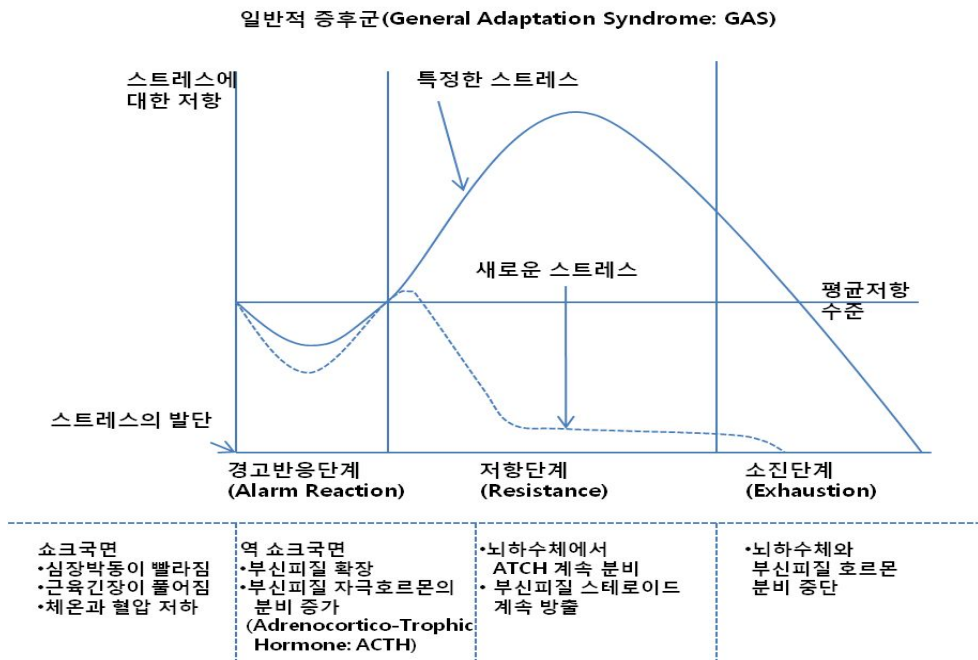 일반적 증후군(General Adaptation Syndrome: GAS)
스트레스에
대한 저항
특정한 스트레스
새로운 스트레스
평균저항
수준
스트레스의 발단
경고반응단계
(Alarm Reaction)
저항단계
(Resistance)
소진단계
(Exhaustion)
쇼크국면
•심장박동이 빨라짐
•근육긴장이 풀어짐
•체온과 혈압 저하
역 쇼크국면
•부신피질 확장
•부신피질 자극호르몬의
분비 증가
(Adrenocortico-Trophic
Hormone: ACTH)
•뇌하수체에서
ATCH 계속 분비
• 부신피질 스테로이드
계속 방출
•뇌하수체와
부신피질 호르몬
분비 중단